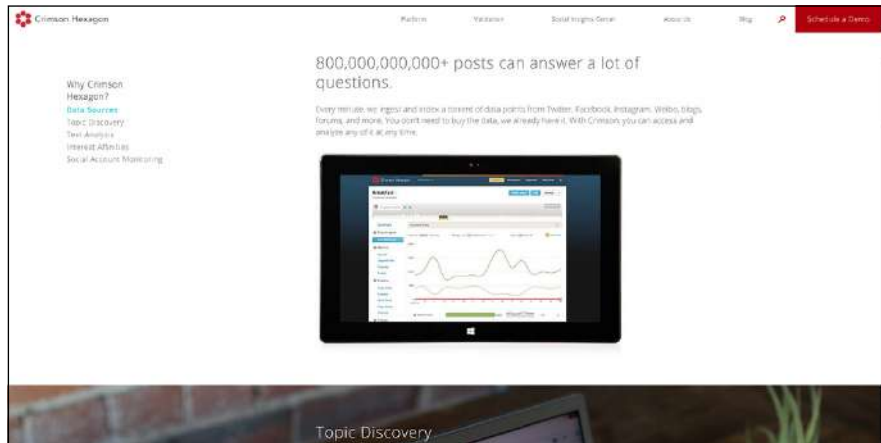 Crimson Hexagon
Platform Validation Social Insights Center About Us Blog
Schedule a Demo
Why Crimson
Hexagon?
Data Sources
Topic Discovery
Text Analysis
Interest Affinities
Social Account Monitoring
800,000,000,000+ posts can answer a lot of
questions.
Every minute we ingest and index a torrent of data points from Twitter, Facebook, Instagram, Weibo, blogs,
forums, and more. You don't need to buy the data, we already have it. With Crimson, you can access and
analyze any of it at any time.
Topic Discovery